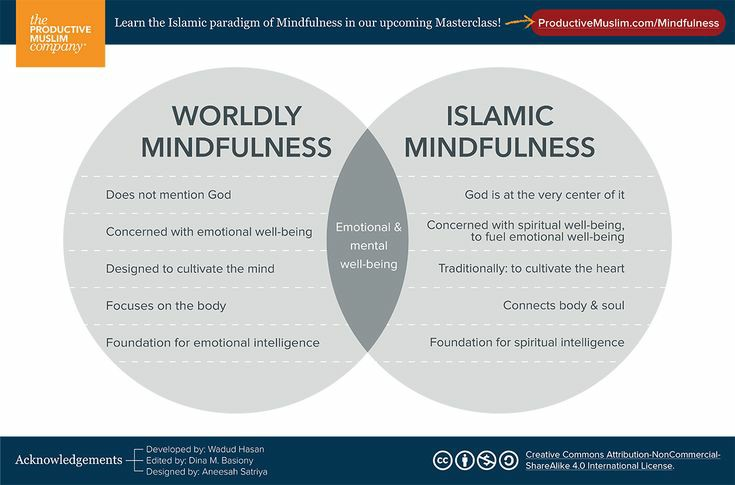 the
PRODUCTIVE
MUSLIM
company
Learn the Islamic paradigm of Mindfulness in our upcoming Masterclass!
ProductiveMuslim.com/Mindfulness
WORLDLY
MINDFULNESS
Does not mention God
Concerned with emotional well-being
Designed to cultivate the mind
Focuses on the body
Foundation for emotional intelligence
Emotional &
mental
well-being
ISLAMIC
MINDFULNESS
God is at the very center of it
Concerned with spiritual well-being,
to fuel emotional well-being
Traditionally: to cultivate the heart
Connects body & soul
Foundation for spiritual intelligence
Acknowledgements
Developed by: Wadud Hasan
Edited by: Dina M. Basiony
Designed by: Aneesah Satriya
Creative Commons Attribution-NonCommercial-
ShareAlike 4.0 International License.